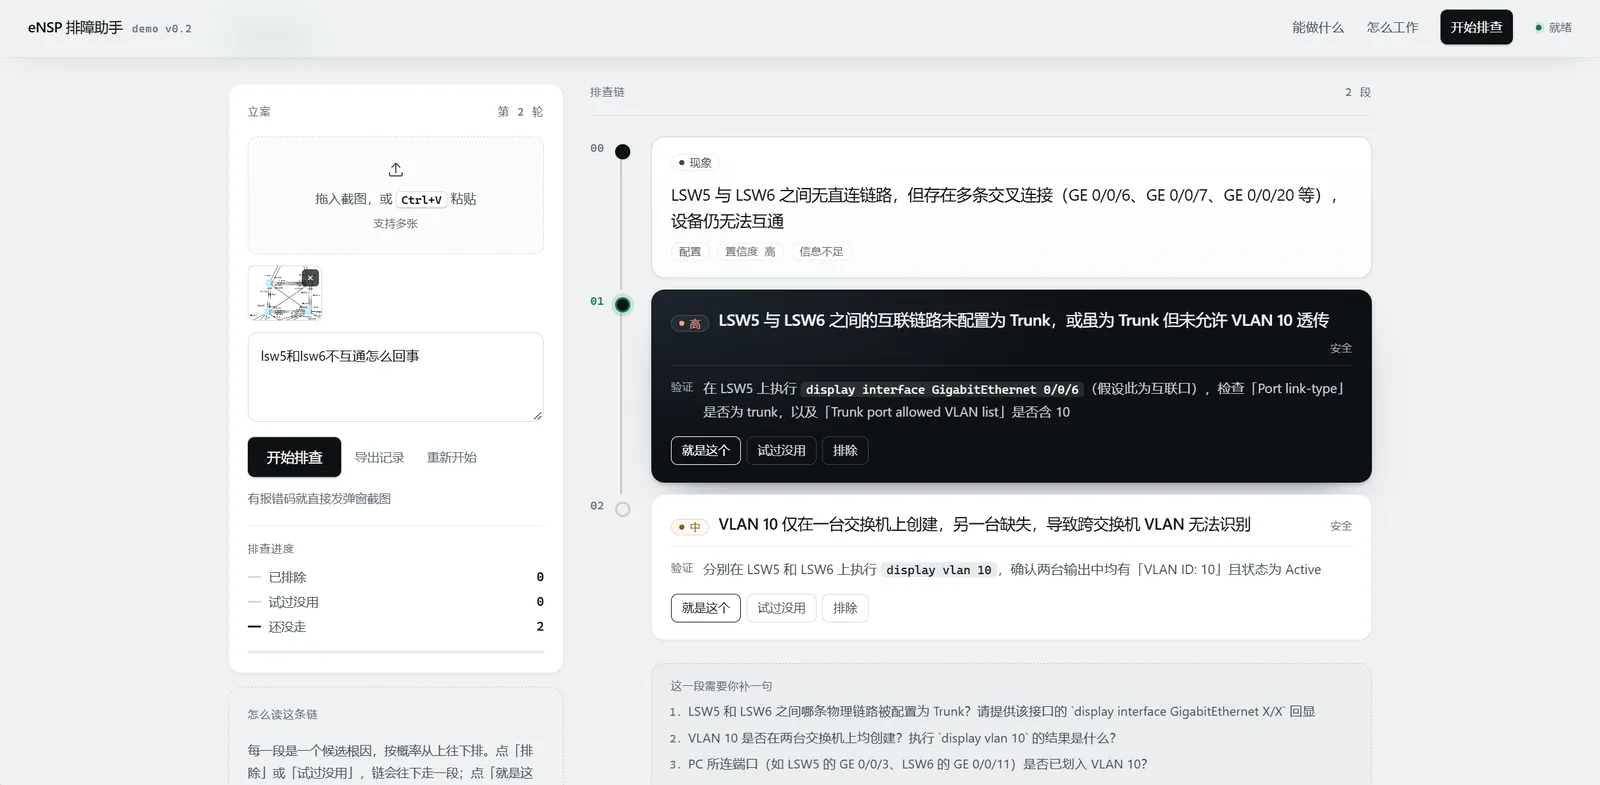 eNSP 排障助手 demo v0.2
能做什么 怎么工作 开始排查 就绪
立案 第 2 轮
拖入截图，或 Ctrl+V 粘贴
支持多张
×
lsw5和lsw6不互通怎么回事
开始排查 导出记录 重新开始
有报错码就直接发弹窗截图
排查进度
已排除 0
试过没用 0
还没走 2
怎么读这条链
每一段是一个候选根因，按概率从上往下排。点「排
除」或「试过没用」，链会往下走一段；点「就是这
排查链 2 段
00
现象
LSW5 与 LSW6 之间无直连链路，但存在多条交叉连接（GE 0/0/6、GE 0/0/7、GE 0/0/20 等），
设备仍无法互通
配置 置信度 高 信息不足
01
高 LSW5 与 LSW6 之间的互联链路未配置为 Trunk，或虽为 Trunk 但未允许 VLAN 10 透传
安全
验证 在 LSW5 上执行 display interface GigabitEthernet 0/0/6（假设此为互联口），检查「Port link-type」
是否为 trunk，以及「Trunk port allowed VLAN list」是否含 10
就是这个 试过没用 排除
02
中 VLAN 10 仅在一台交换机上创建，另一台缺失，导致跨交换机 VLAN 无法识别 安全
验证 分别在 LSW5 和 LSW6 上执行 display vlan 10，确认两台输出中均有「VLAN ID: 10」且状态为 Active
就是这个 试过没用 排除
这一段需要你补一句
1. LSW5 和 LSW6 之间哪条物理链路被配置为 Trunk？请提供该接口的 `display interface GigabitEthernet X/X` 回显
2. VLAN 10 是否在两台交换机上均创建？执行 `display vlan 10` 的结果是什么？
3. PC 所连端口（如 LSW5 的 GE 0/0/3、LSW6 的 GE 0/0/11）是否已划入 VLAN 10？